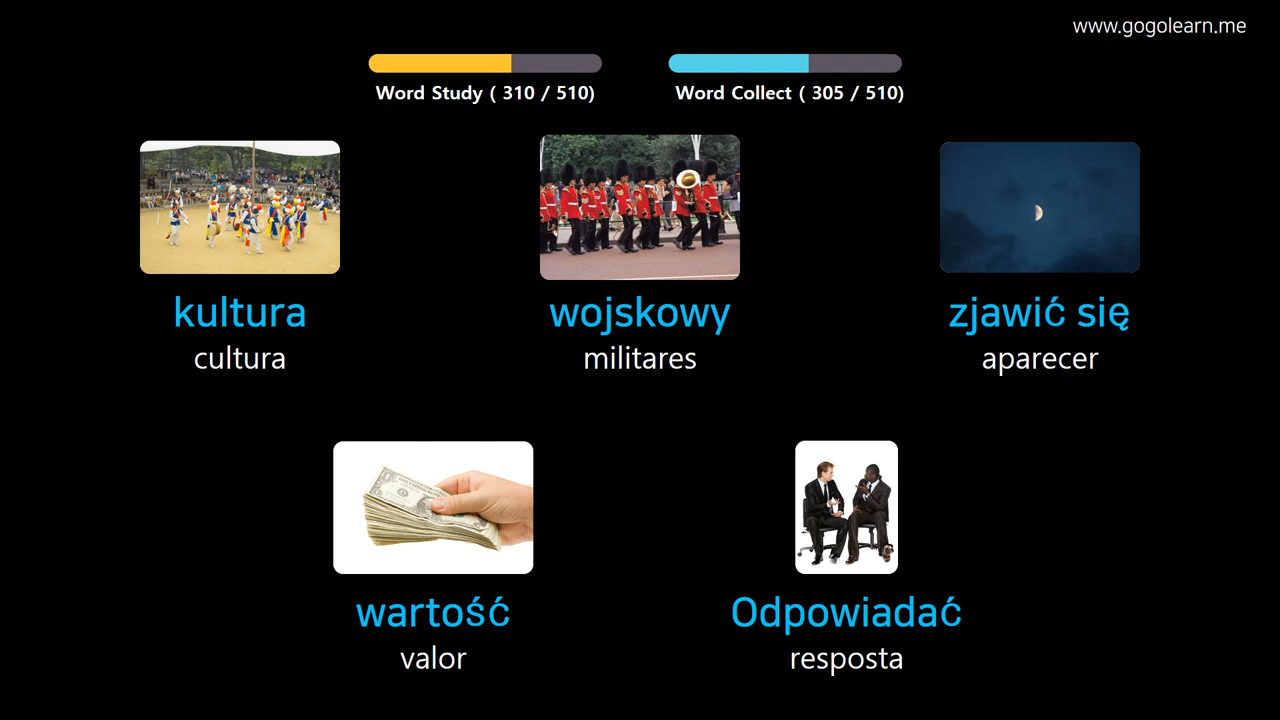 www.gogolearn.me
Word Study ( 310 / 510)
Word Collect ( 305 / 510)
kultura
cultura
wojskowy
militares
zjawić się
aparecer
wartość
valor
Odpowiadać
resposta